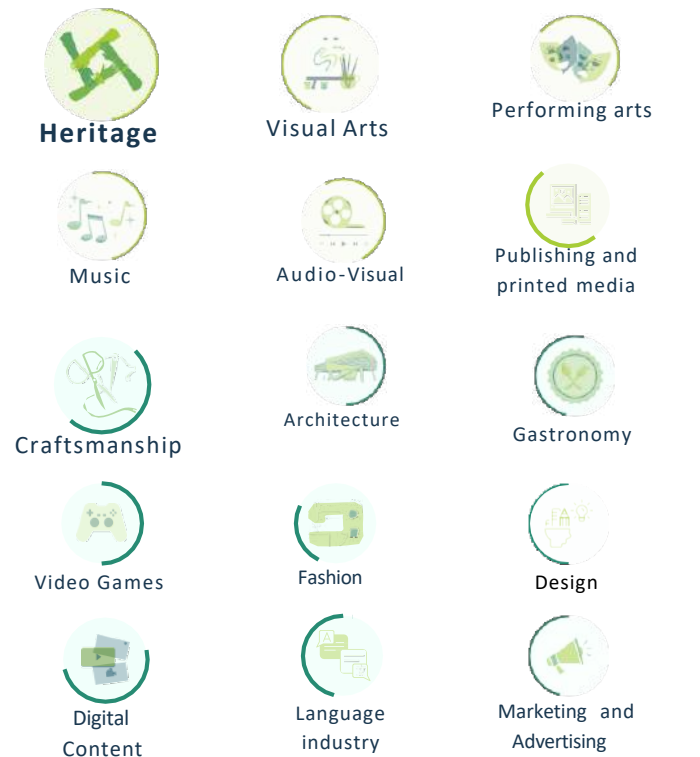 Heritage
Visual Arts
Performing arts
Music
Audio-Visual
Publishing and
printed media
Craftsmanship
Architecture
Gastronomy
Video Games
Fashion
Design
Digital
Content
Language
industry
Marketing and
Advertising